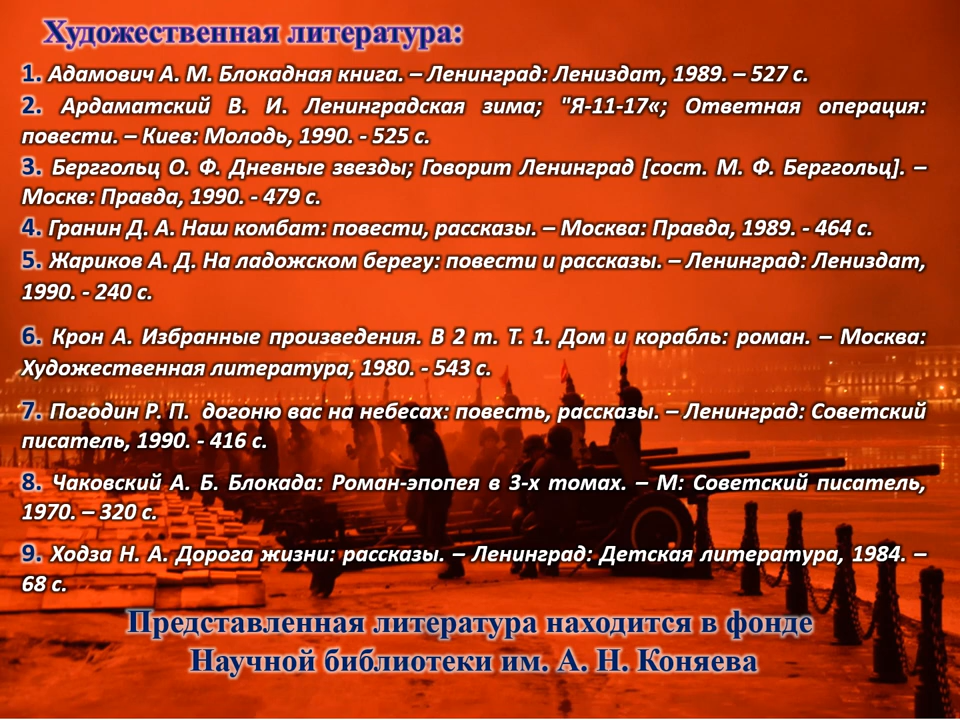 Художественная литература:
1. Адамович А. М. Блокадная книга. – Ленинград: Лениздат, 1989. – 527 с.
2. Ардаматский В. И. Ленинградская зима; "Я-11-17«; Ответная операция:
повести. – Киев: Молодь, 1990. - 525 с.
3. Берггольц О. Ф. Дневные звезды; Говорит Ленинград [сост. М. Ф. Берггольц]. –
Москв: Правда, 1990. - 479 с.
4. Гранин Д. А. Наш комбат: повести, рассказы. – Москва: Правда, 1989. - 464 с.
5. Жариков А. Д. На ладожском берегу: повести и рассказы. – Ленинград: Лениздат,
1990. - 240 с.
6. Крон А. Избранные произведения. В 2 т. Т. 1. Дом и корабль: роман. – Москва:
Художественная литература, 1980. - 543 с.
7. Погодин Р. П. догоню вас на небесах: повесть, рассказы. – Ленинград: Советский
писатель, 1990. - 416 с.
8. Чаковский А. Б. Блокада: Роман-эпопея в 3-х томах. – М: Советский писатель,
1970. – 320 с.
9. Ходза Н. А. Дорога жизни: рассказы. – Ленинград: Детская литература, 1984. –
68 с.
Представленная литература находится в фонде
Научной библиотеки им. А. Н. Коняева